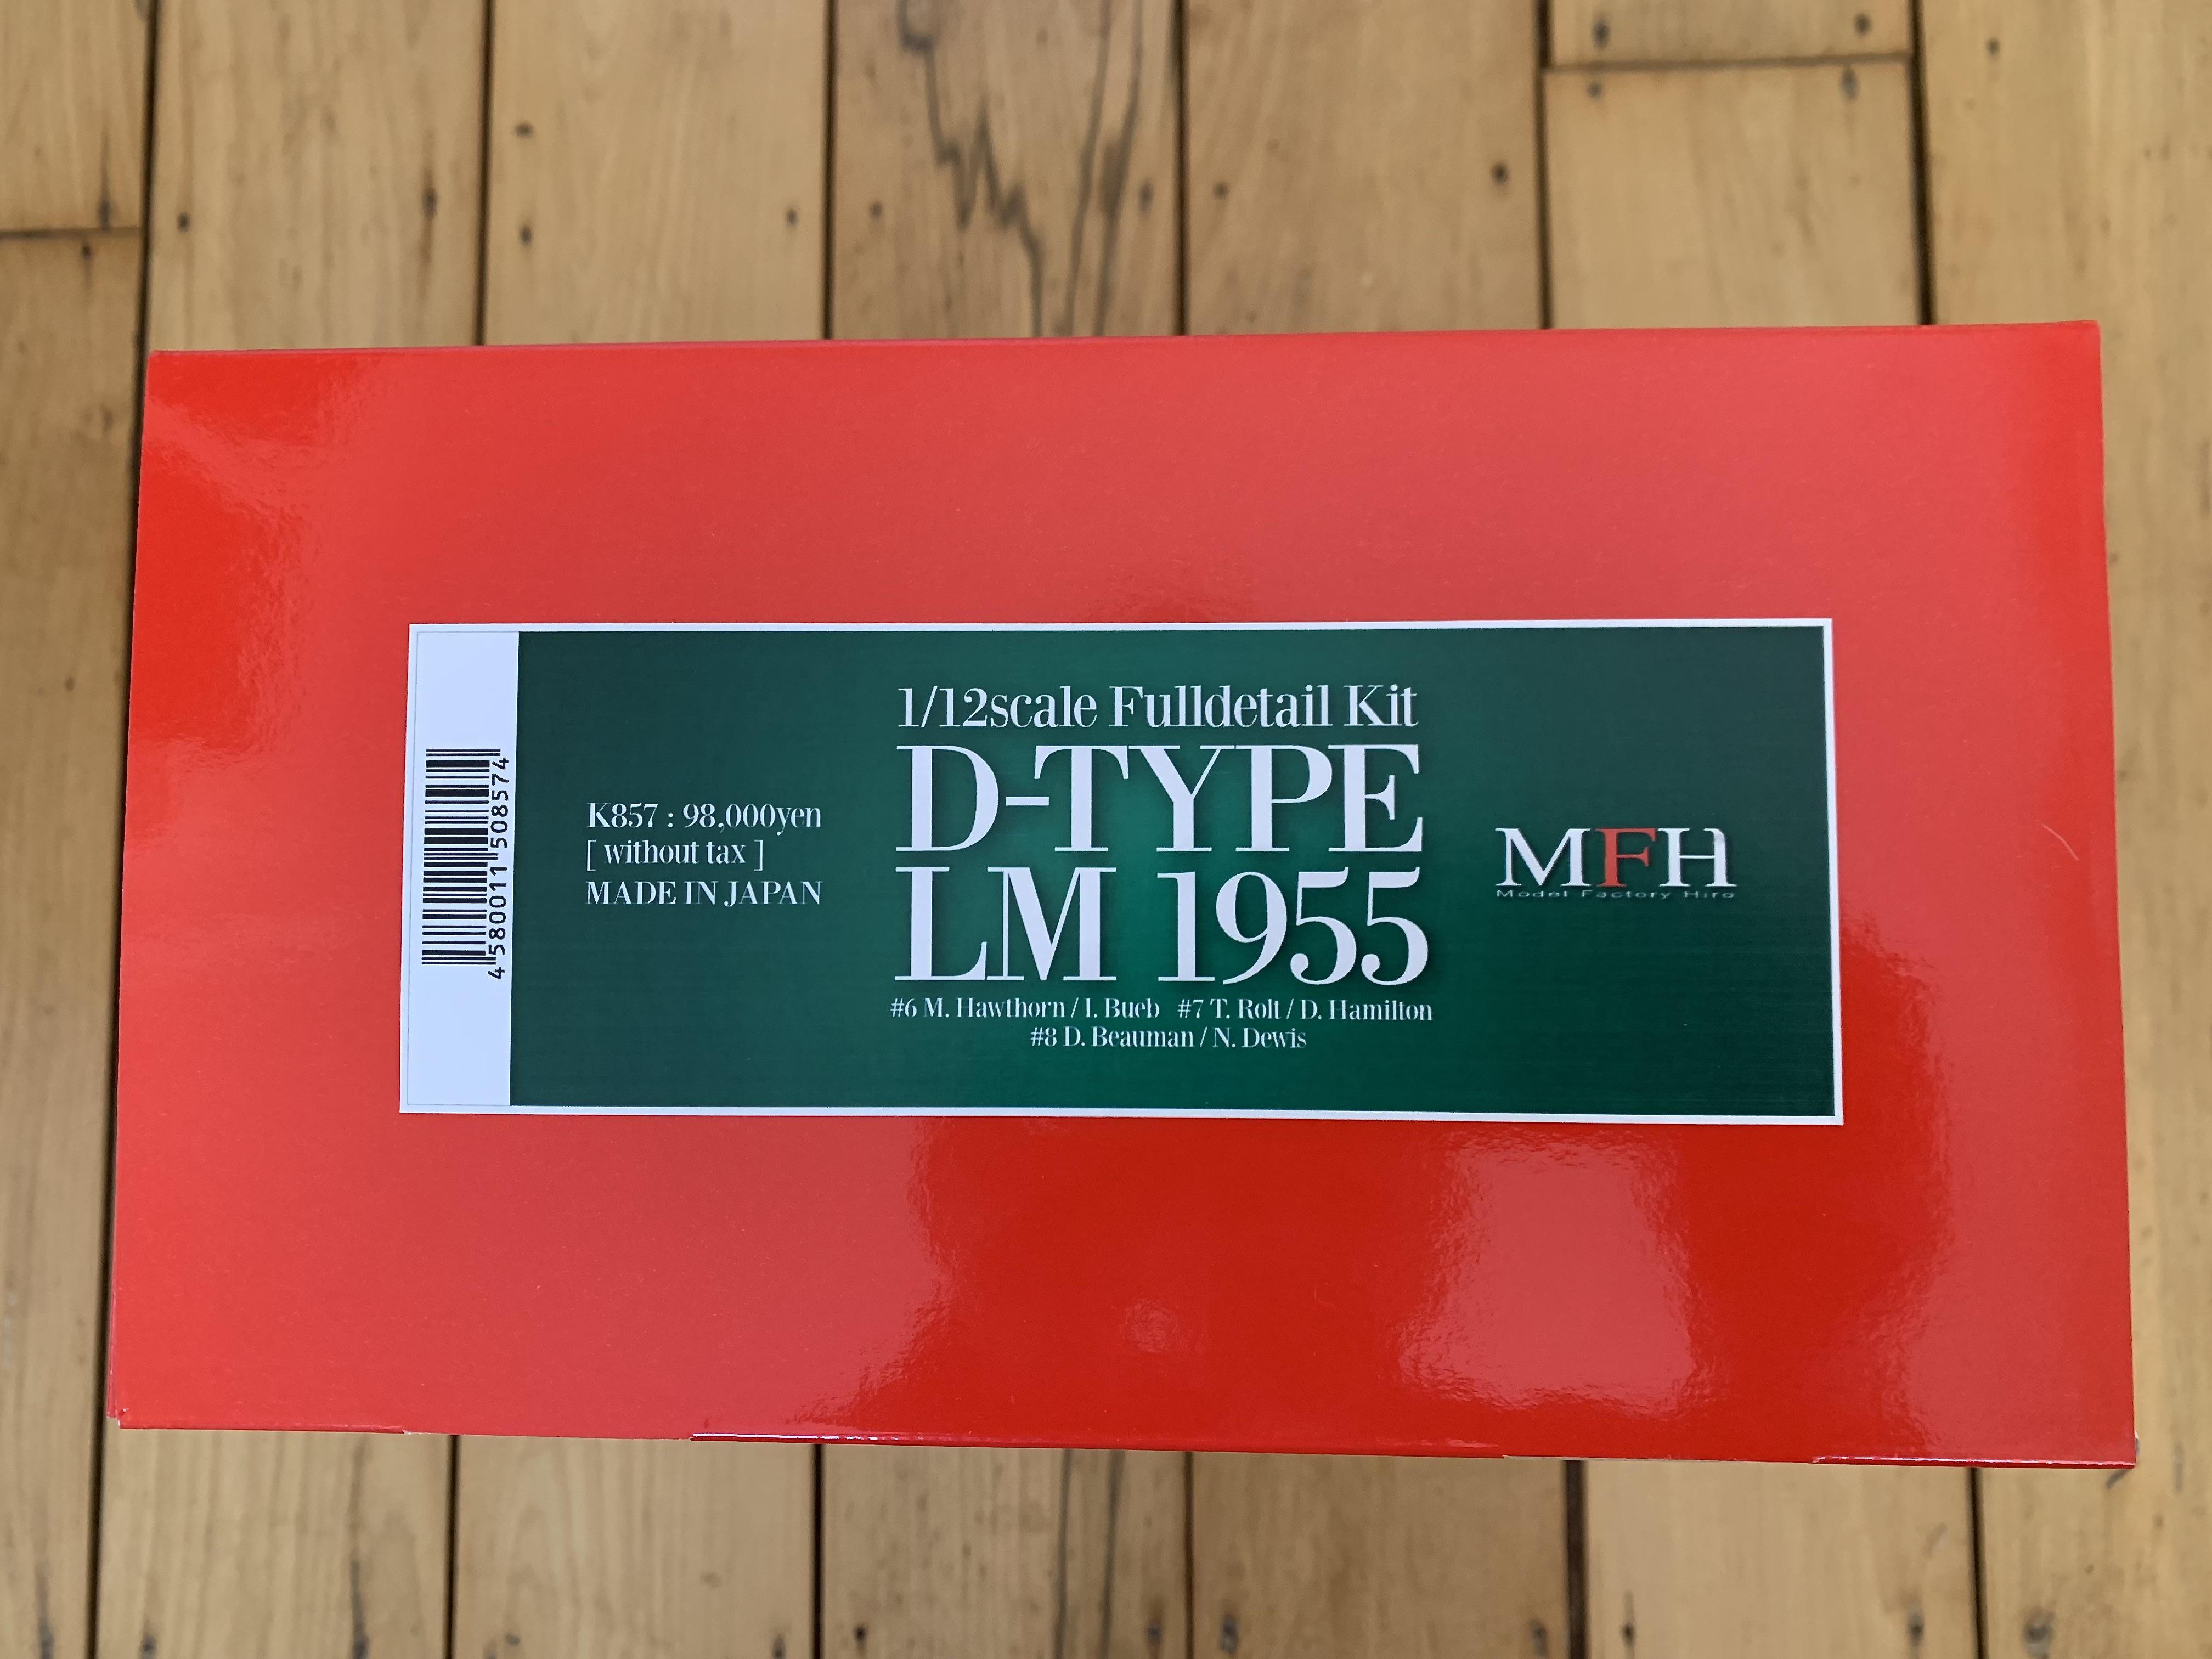 1/12scale Fulldetail Kit
D-TYPE
LM 1955
#6 M. Hawthorn / I. Bueb #7 T. Rolt / D. Hamilton
#8 D. Beauman / N. Dewis
K857 : 98,000yen
[ without tax ]
MADE IN JAPAN
MFH
Model Factory Hiro
4 580011 508574